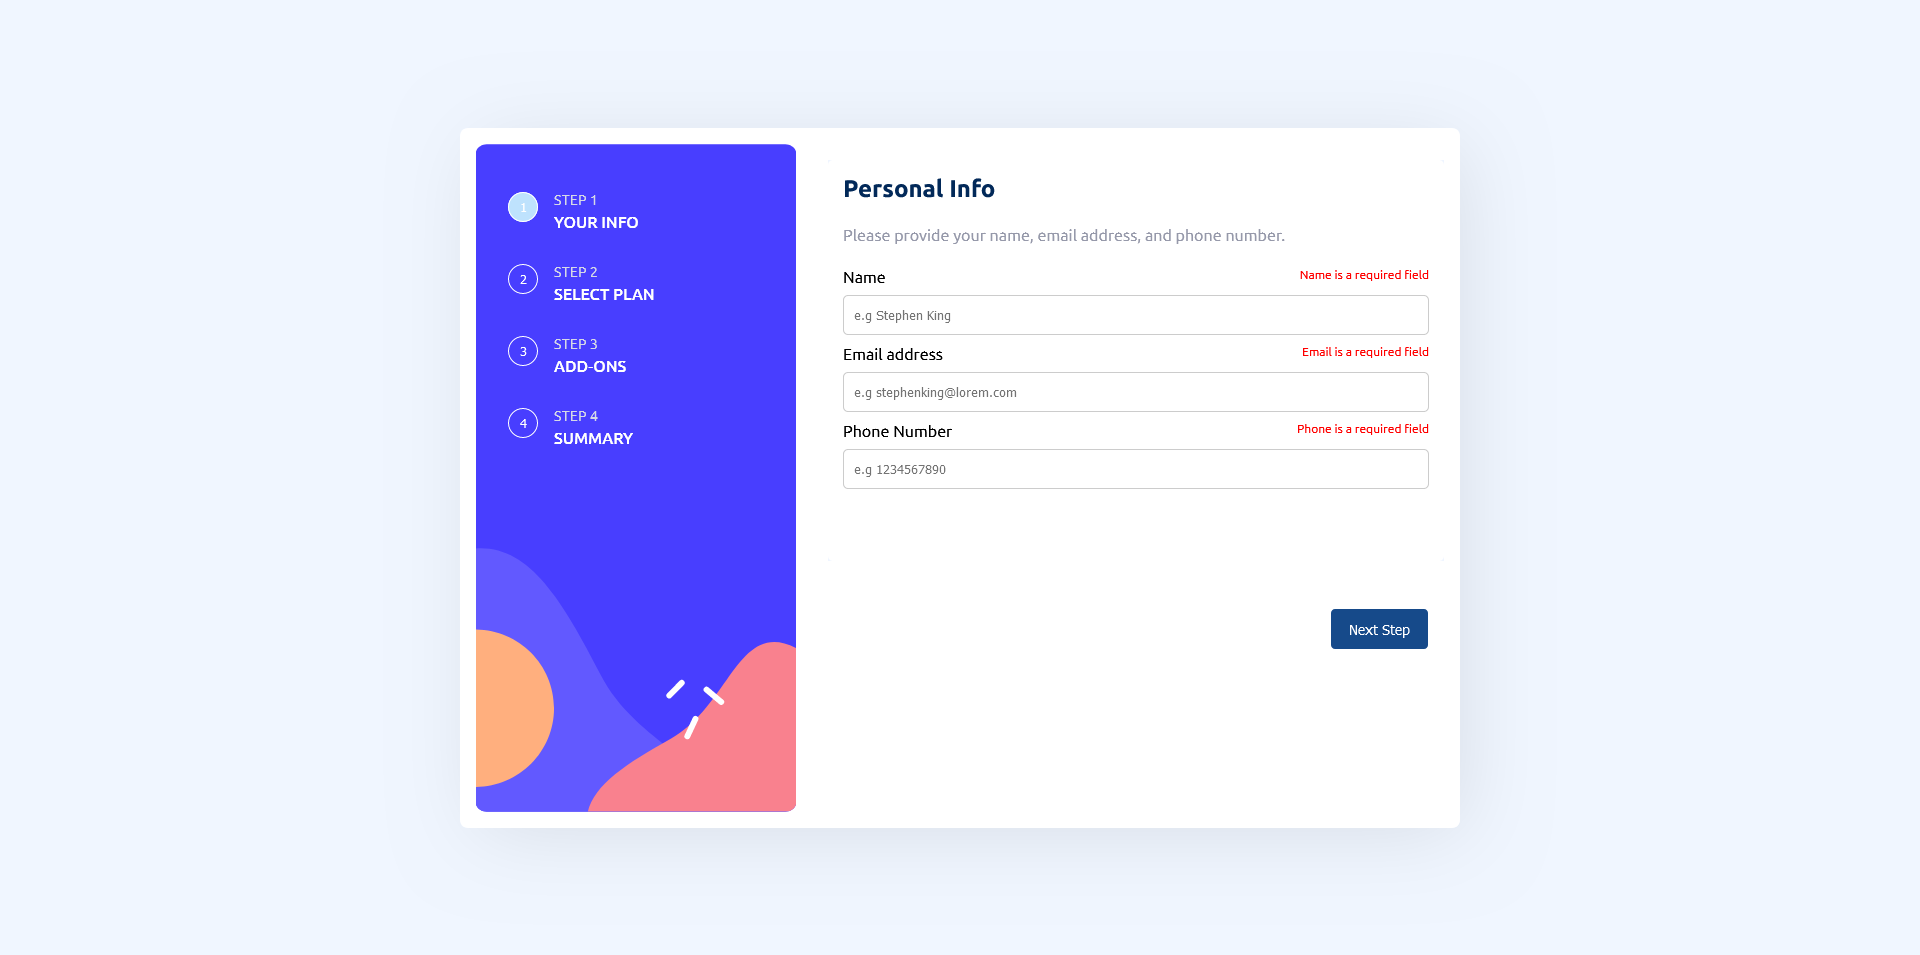 1
STEP 1
YOUR INFO
2
STEP 2
SELECT PLAN
3
STEP 3
ADD-ONS
4
STEP 4
SUMMARY
Personal Info
Please provide your name, email address, and phone number.
Name
Name is a required field
e.g Stephen King
Email address
Email is a required field
e.g stephenking@lorem.com
Phone Number
Phone is a required field
e.g 1234567890
Next Step